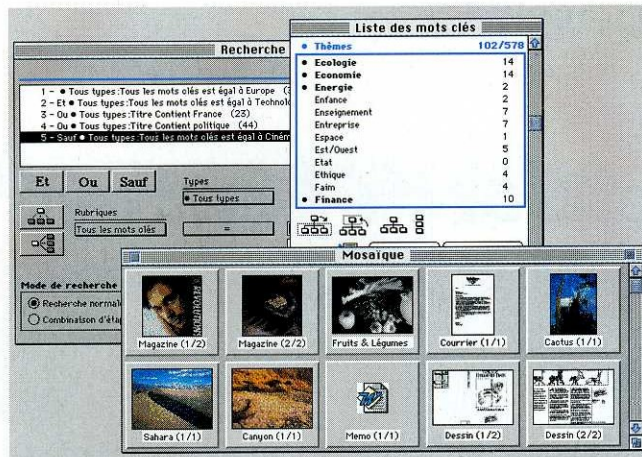 Recherche
1 - • Tous types:Tous les mots clés est égal à Europe
2 - Et • Tous types:Tous les mots clés est égal à Technolo
3 - Ou • Tous types:Titre Contient France (23)
4 - Ou • Tous types:Titre Contient politique (44)
5 - Sauf • Tous types:Tous les mots clés est égal à Ciném
Et Ou Sauf
Types
• Tous types
Rubriques
Tous les mots clés
=
Mode de recherche
Recherche normale
Combinaison d'étap
Liste des mots clés
• Thèmes 102/578
• Ecologie 14
• Economie 14
• Energie 2
Enfance 2
Enseignement 7
Entreprise 7
Espace 1
Est/Ouest 5
Etat 0
Ethique 4
Faim 4
• Finance 10
Mosaïque
Magazine (1/2)
Magazine (2/2)
Fruits & Légumes
Courrier (1/1)
Cactus (1/1)
Sahara (1/1)
Canyon (1/1)
Memo (1/1)
Dessin (1/2)
Dessin (2/2)